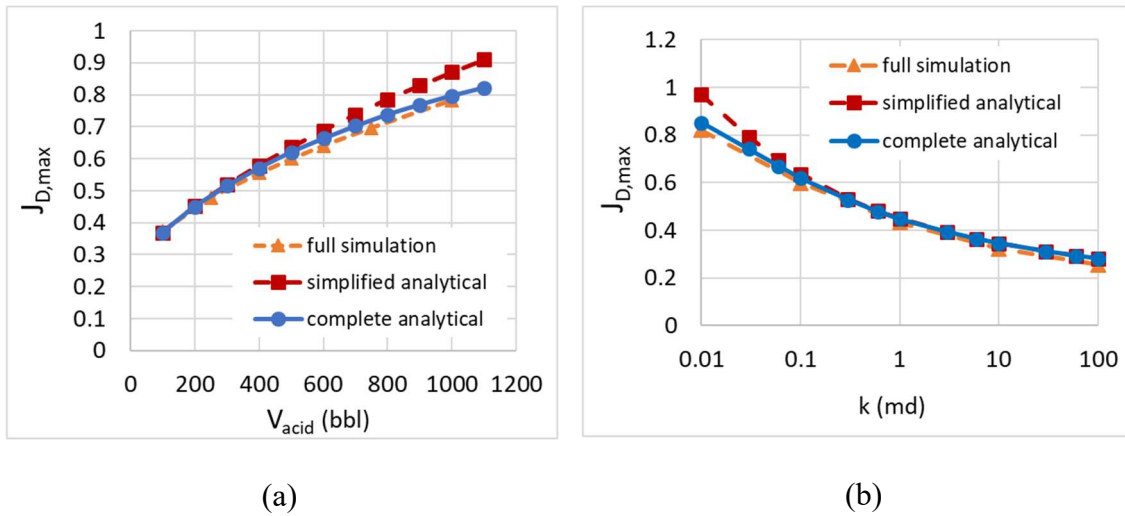 1
0.9
0.8
0.7
0.6
0.5
0.4
0.3
0.2
0.1
0
J_D,max
full simulation
simplified analytical
complete analytical
0 200 400 600 800 1000 1200
V_acid (bbl)
(a)
1.2
1
0.8
0.6
0.4
0.2
0
J_D,max
full simulation
simplified analytical
complete analytical
0.01 0.1 1 10 100
k (md)
(b)